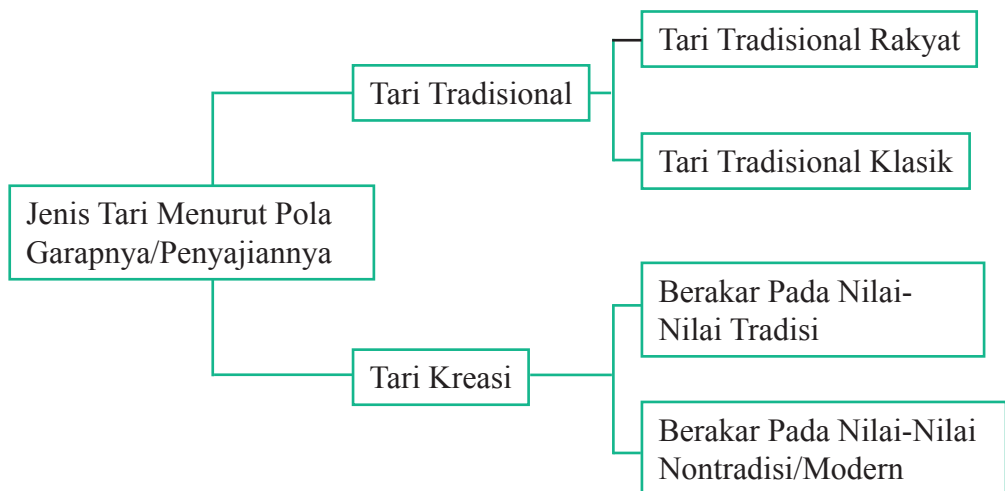 Jenis Tari Menurut Pola
Garapnya/Penyajiannya
Tari Tradisional
Tari Tradisional Rakyat
Tari Tradisional Klasik
Tari Kreasi
Berakar Pada Nilai-
Nilai Tradisi
Berakar Pada Nilai-Nilai
Nontradisi/Modern